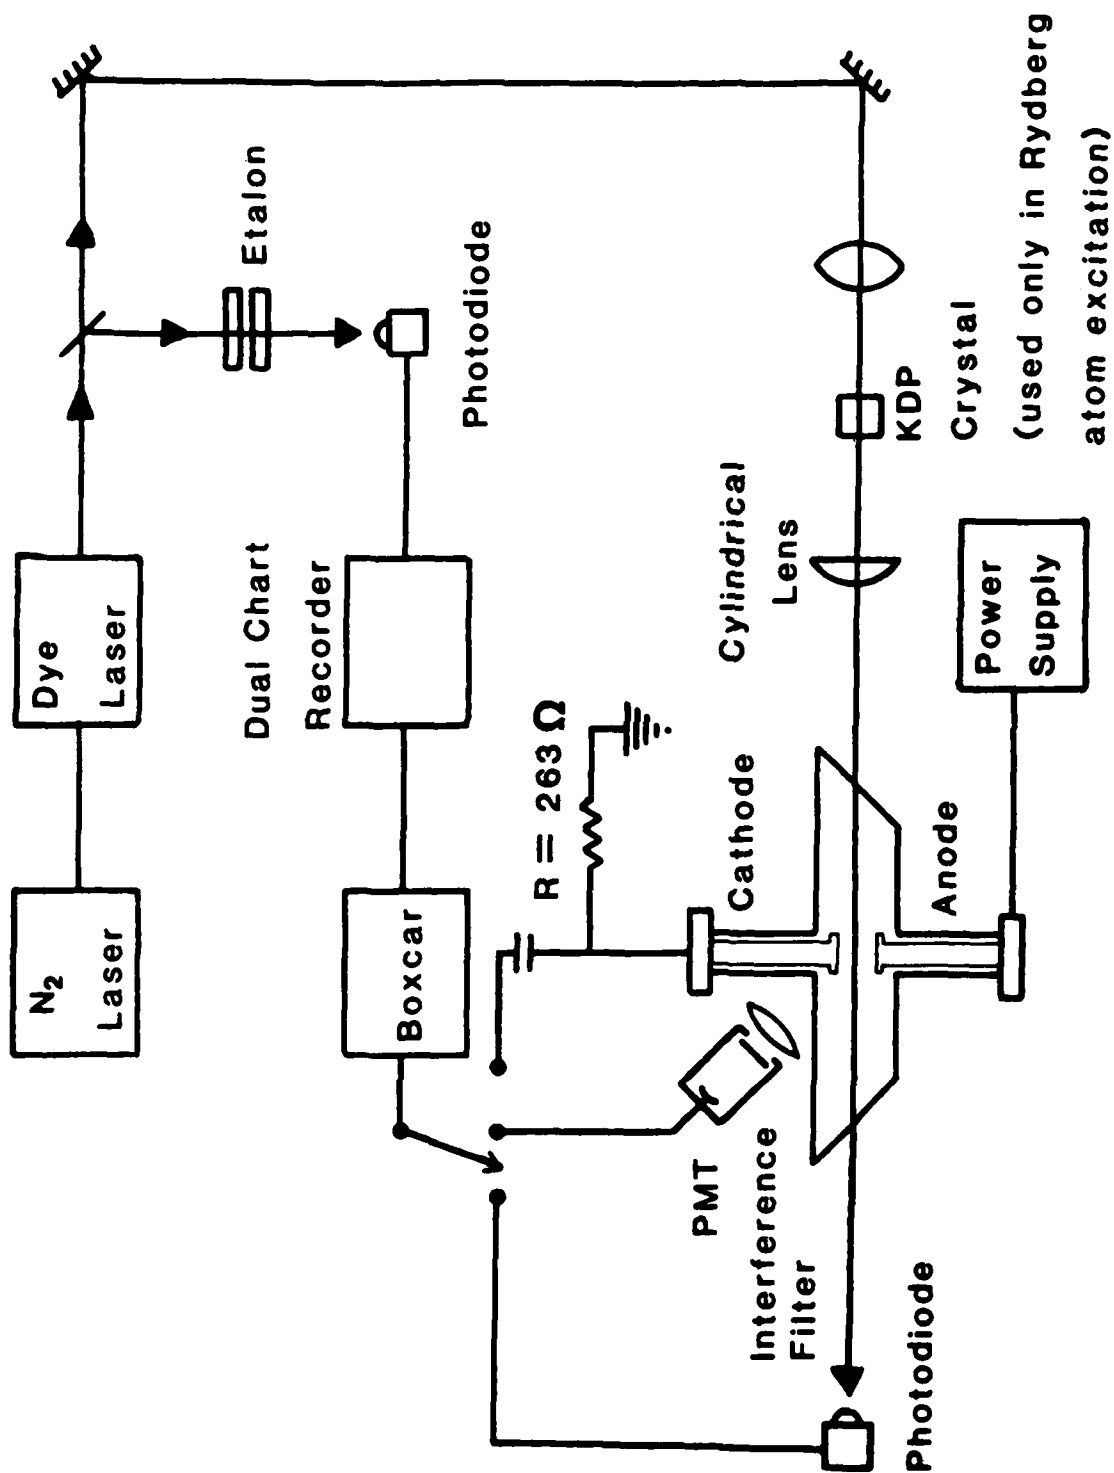 N₂
Laser
Dye
Laser
Etalon
Photodiode
Dual Chart
Recorder
Boxcar
R = 263 Ω
Cathode
Cylindrical
Lens
KDP
Crystal
(used only in Rydberg
atom excitation)
Power
Supply
Anode
PMT
Interference
Filter
Photodiode